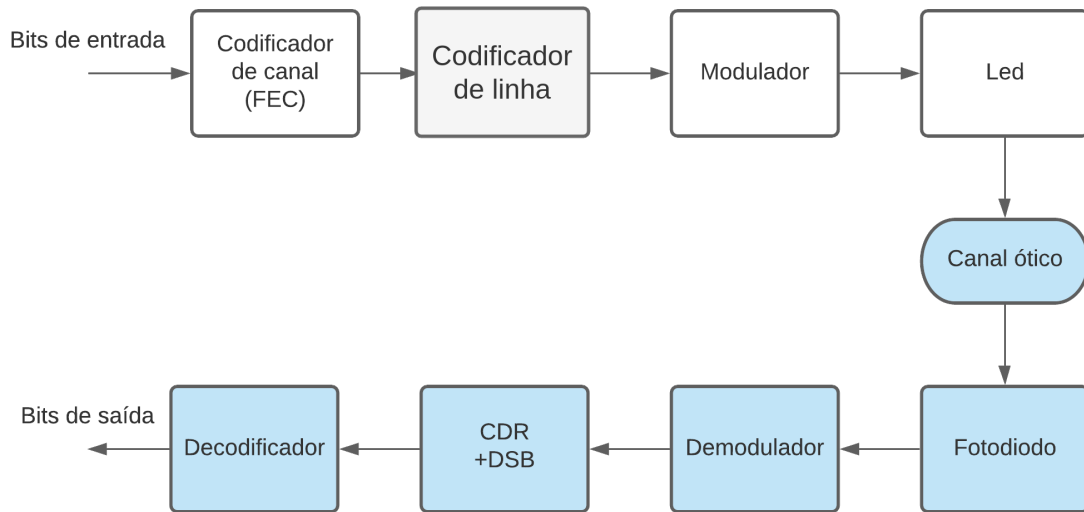 Bits de entrada
Codificador
de canal
(FEC)
Codificador
de linha
Modulador
Led
Canal ótico
Bits de saída
Decodificador
CDR
+DSB
Demodulador
Fotodiodo